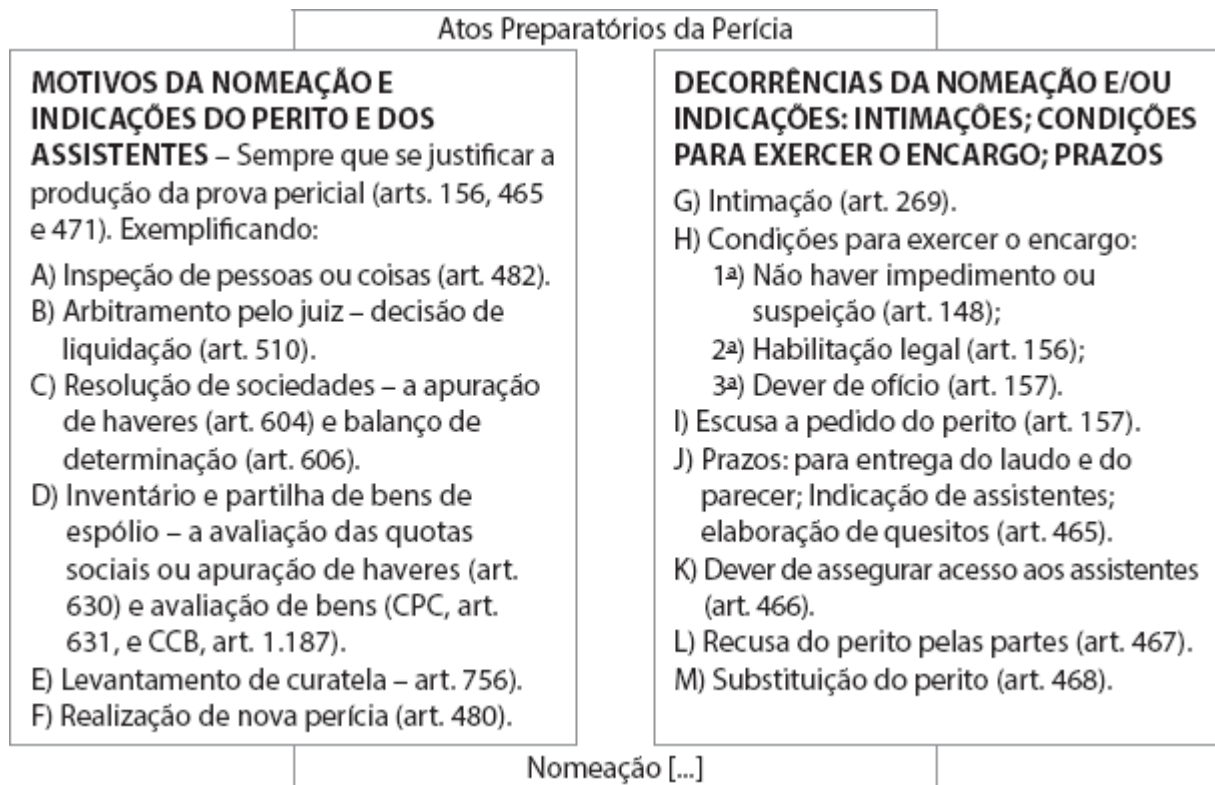 Atos Preparatórios da Perícia
MOTIVOS DA NOMEAÇÃO E
INDICAÇÕES DO PERITO E DOS
ASSISTENTES – Sempre que se justificar a
produção da prova pericial (arts. 156, 465
e 471). Exemplificando:
A) Inspeção de pessoas ou coisas (art. 482).
B) Arbitramento pelo juiz – decisão de
liquidação (art. 510).
C) Resolução de sociedades – a apuração
de haveres (art. 604) e balanço de
determinação (art. 606).
D) Inventário e partilha de bens de
espólio – a avaliação das quotas
sociais ou apuração de haveres (art.
630) e avaliação de bens (CPC, art.
631, e CCB, art. 1.187).
E) Levantamento de curatela – art. 756).
F) Realização de nova perícia (art. 480).
DECORRÊNCIAS DA NOMEAÇÃO E/OU
INDICAÇÕES: INTIMAÇÕES; CONDIÇÕES
PARA EXERCER O ENCARGO; PRAZOS
G) Intimação (art. 269).
H) Condições para exercer o encargo:
1ª) Não haver impedimento ou
suspeição (art. 148);
2ª) Habilitação legal (art. 156);
3ª) Dever de ofício (art. 157).
I) Escusa a pedido do perito (art. 157).
J) Prazos: para entrega do laudo e do
parecer; Indicação de assistentes;
elaboração de quesitos (art. 465).
K) Dever de assegurar acesso aos assistentes
(art. 466).
L) Recusa do perito pelas partes (art. 467).
M) Substituição do perito (art. 468).
Nomeação [...]